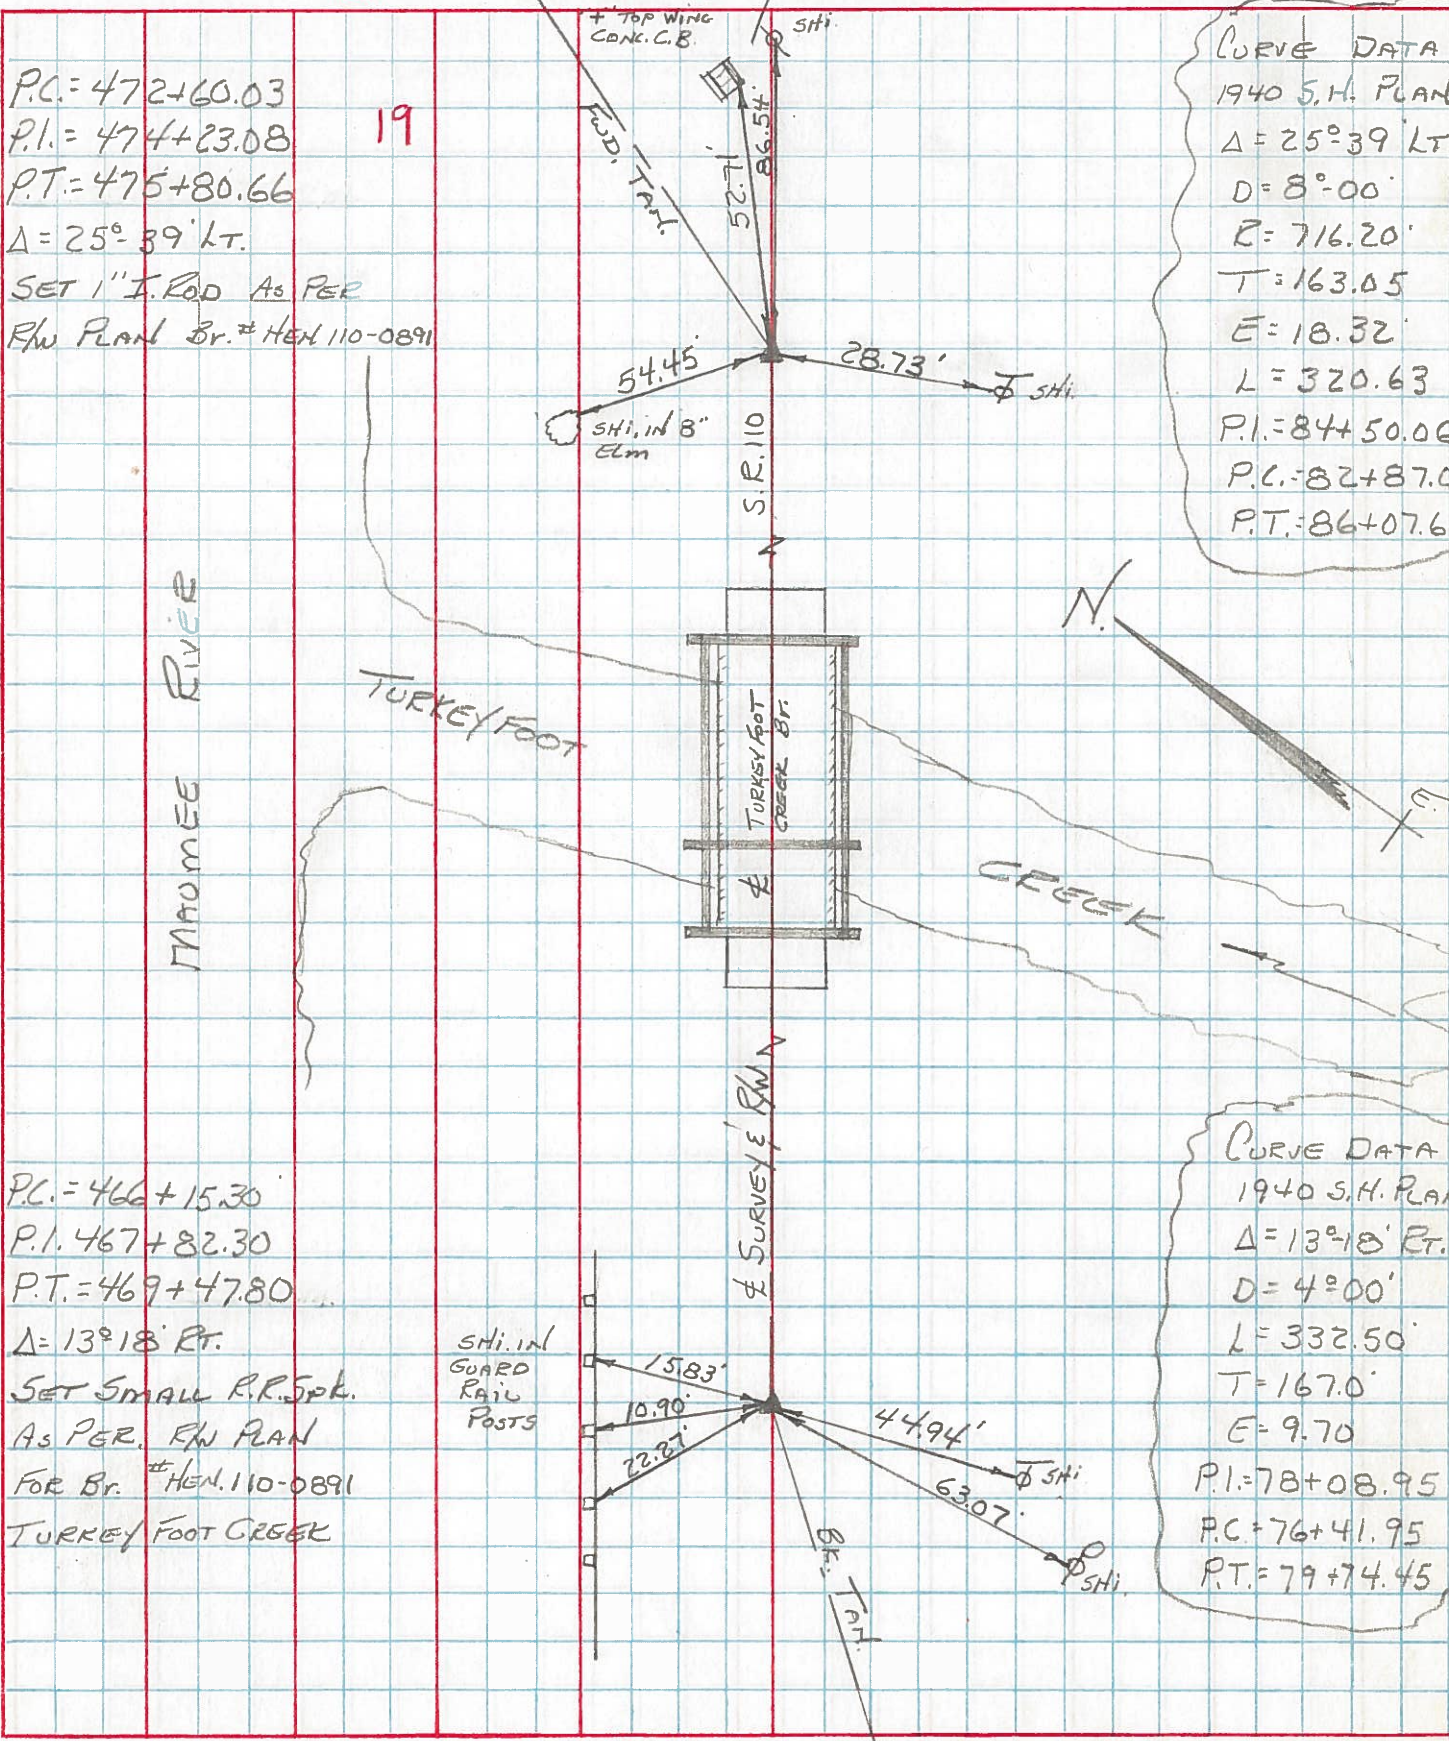 + TOP WING
CONC. C.B.
SHi.
P.C. = 472+60.03
P.I. = 474+23.08
P.T. = 475+80.66
Δ = 25°-39' LT.
SET 1" I. ROD AS PER
R/W PLAN Br. # HEN 110-0891
19
FWD. TAN.
52.71'
86.54'
54.45'
28.73'
SHi.
SHi. IN 8"
ELM
S.R. 110
CURVE DATA
1940 S.H. PLAN
Δ = 25°-39' LT
D = 8°-00'
R = 716.20'
T = 163.05
E = 18.32'
L = 320.63
P.I. = 84+50.06
P.C. = 82+87.0
P.T. = 86+07.6
N.
E.
MAUMEE RIVER
TURKEYFOOT
CREEK
℄ TURKEYFOOT
CREEK Br.
℄ SURVEY & R/W
P.C. = 466+15.30
P.I. 467+82.30
P.T. = 469+47.80
Δ = 13°18' RT.
SET SMALL R.R. SPK.
AS PER. R/W PLAN
FOR Br. # HEN. 110-0891
TURKEY FOOT CREEK
SHi. IN
GUARD
RAIL
POSTS
15.83'
10.90'
22.27'
44.94'
SHi
63.07'
SHi.
BK. TAN.
CURVE DATA
1940 S.H. PLAN
Δ = 13°-18' RT.
D = 4°00'
L = 332.50'
T = 167.0'
E = 9.70
P.I. = 78+08.95
P.C = 76+41.95
P.T. = 79+74.45